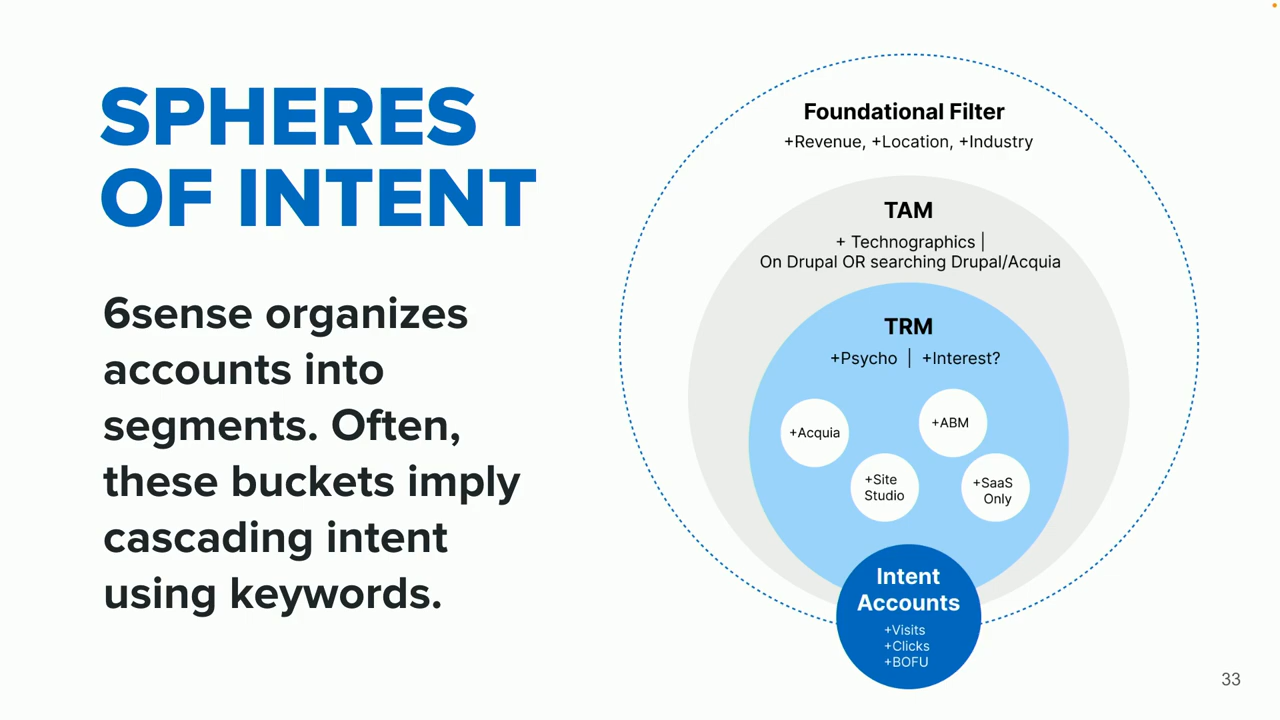 SPHERES
OF INTENT
6sense organizes
accounts into
segments. Often,
these buckets imply
cascading intent
using keywords.
Foundational Filter
+Revenue, +Location, +Industry
TAM
+ Technographics |
On Drupal OR searching Drupal/Acquia
TRM
+Psycho | +Interest?
+Acquia
+ABM
+Site
Studio
+SaaS
Only
Intent
Accounts
+Visits
+Clicks
+BOFU
33